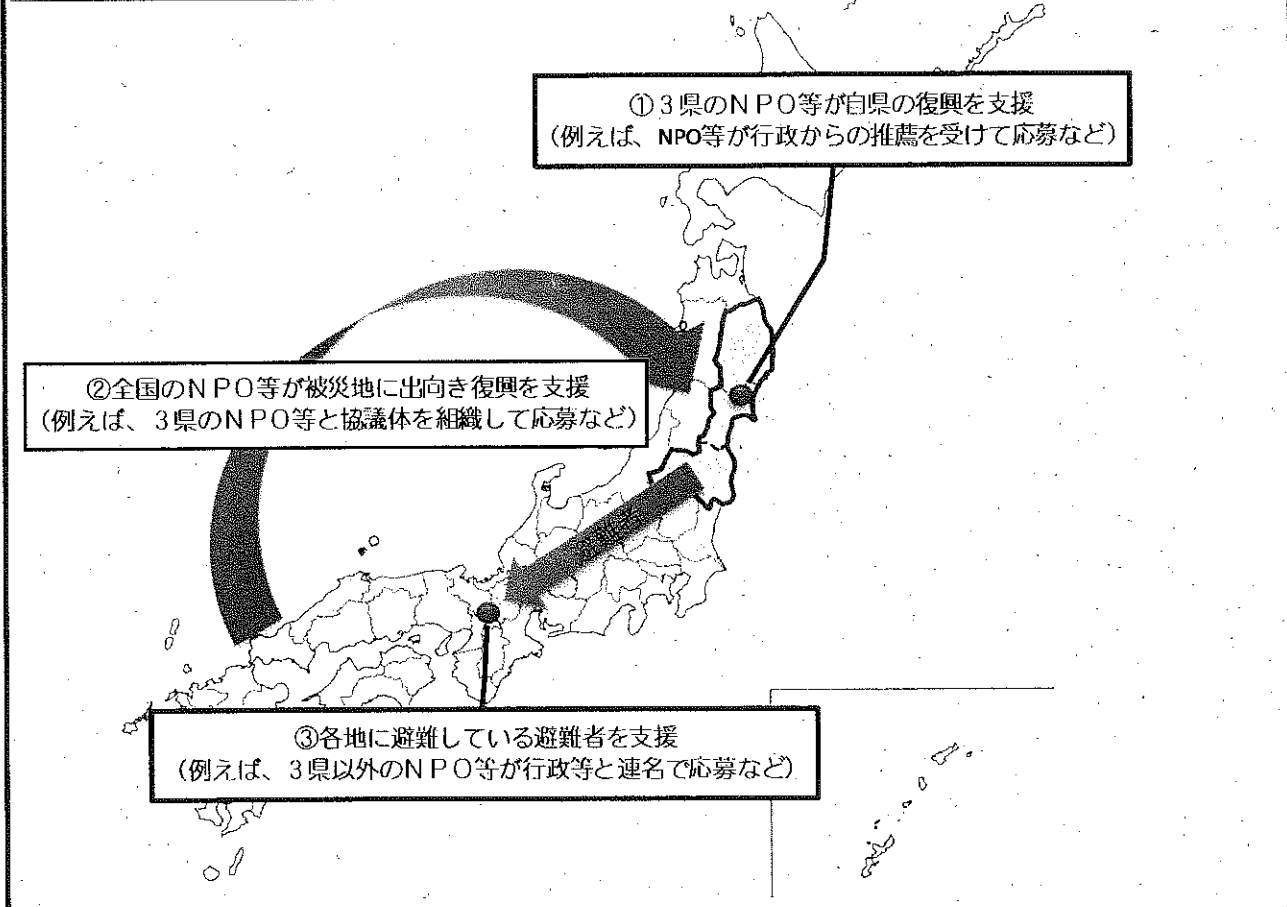 ①3県のNPO等が自県の復興を支援
(例えば、NPO等が行政からの推薦を受けて応募など)
②全国のNPO等が被災地に出向き復興を支援
(例えば、3県のNPO等と協議体を組織して応募など)
避難者
③各地に避難している避難者を支援
(例えば、3県以外のNPO等が行政等と連名で応募など)